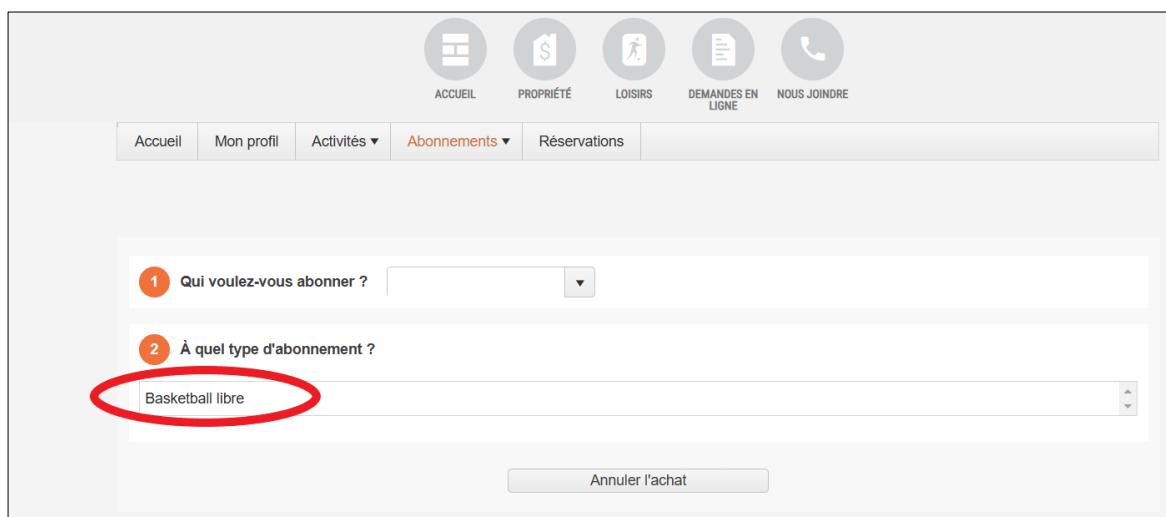 ACCUEIL PROPRIÉTÉ LOISIRS DEMANDES EN LIGNE NOUS JOINDRE
Accueil Mon profil Activités Abonnements Réservations
1 Qui voulez-vous abonner ?
2 À quel type d'abonnement ?
Basketball libre
Annuler l'achat